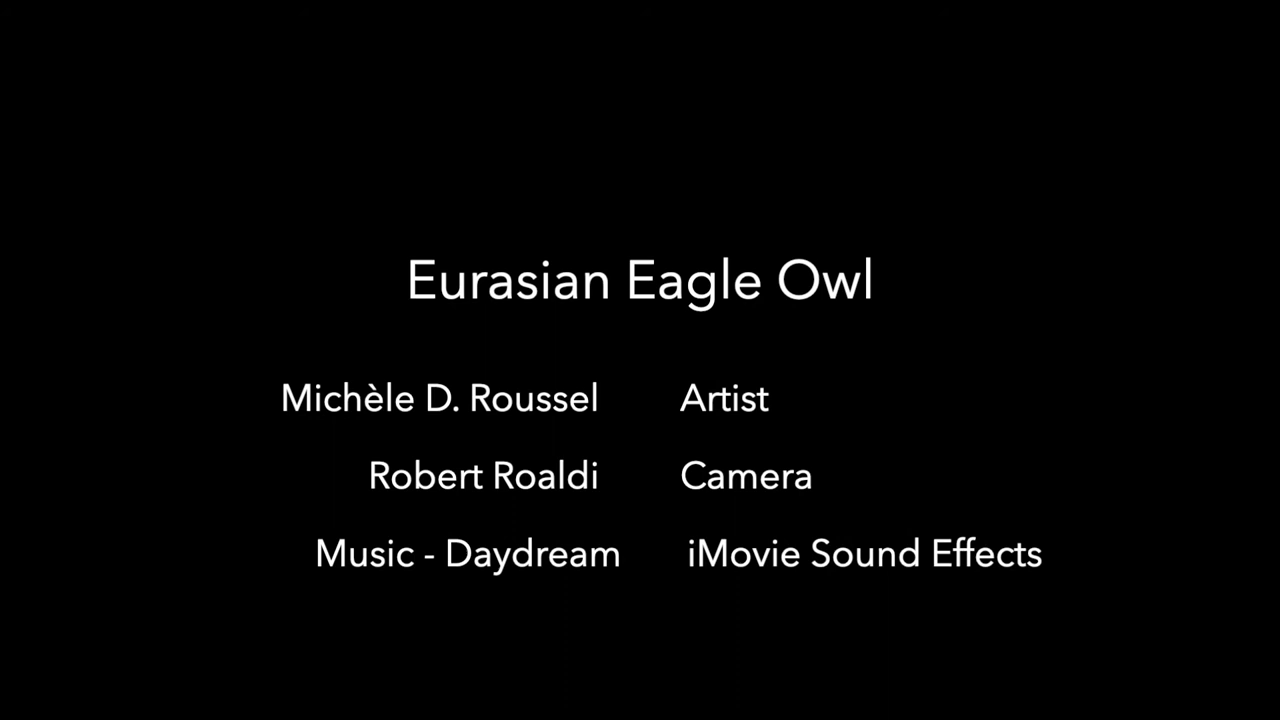 Eurasian Eagle Owl
Michèle D. Roussel Artist
Robert Roaldi Camera
Music - Daydream iMovie Sound Effects